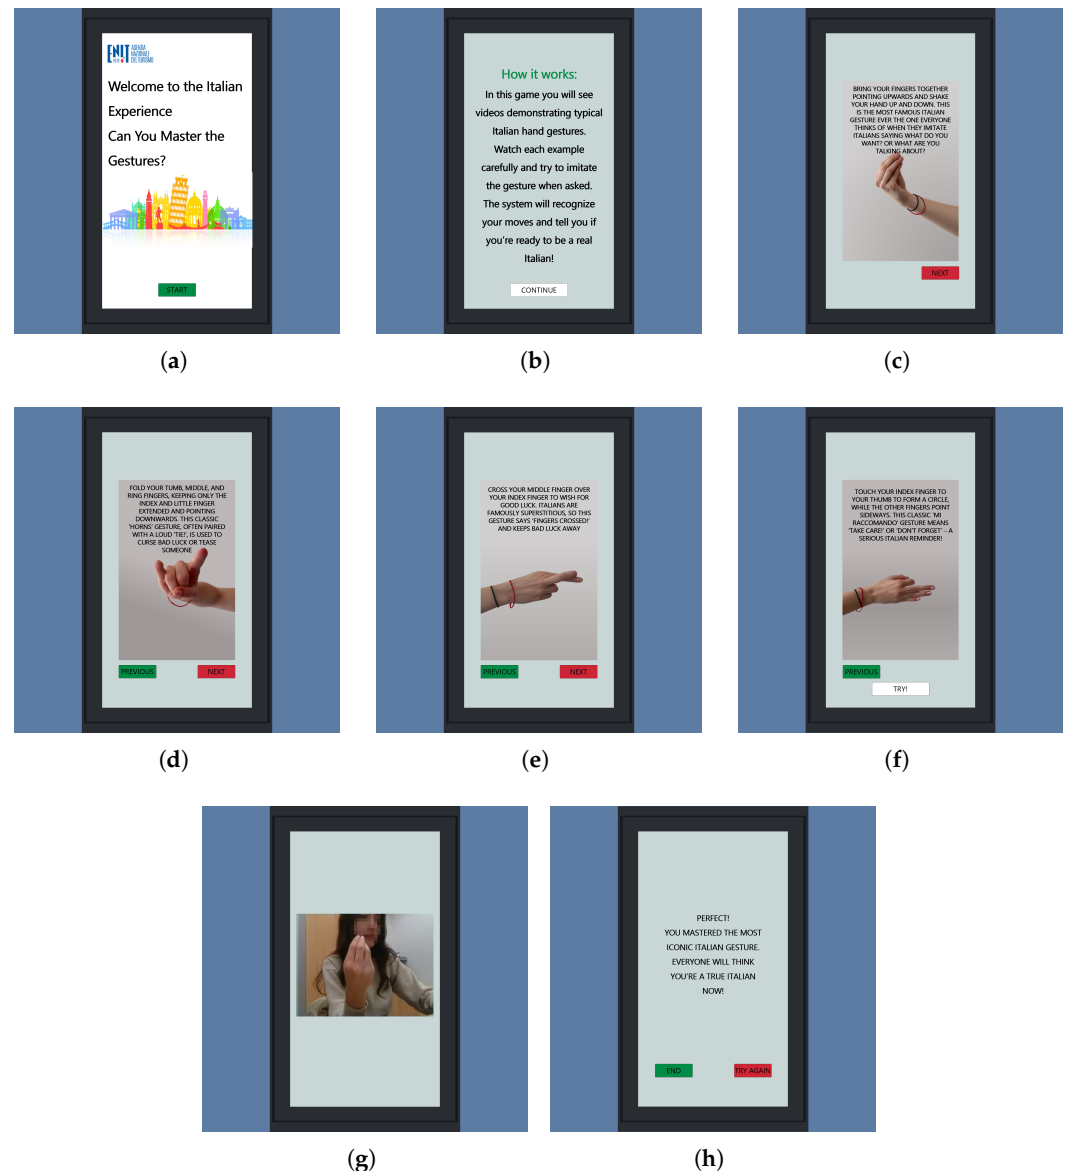 ENIT AGENZIA
NAZIONALE
DEL TURISMO
Welcome to the Italian
Experience
Can You Master the
Gestures?
START
(a)
How it works:
In this game you will see
videos demonstrating typical
Italian hand gestures.
Watch each example
carefully and try to imitate
the gesture when asked.
The system will recognize
your moves and tell you if
you're ready to be a real
Italian!
CONTINUE
(b)
BRING YOUR FINGERS TOGETHER
POINTING UPWARDS AND SHAKE
YOUR HAND UP AND DOWN. THIS
IS THE MOST FAMOUS ITALIAN
GESTURE EVER THE ONE EVERYONE
THINKS OF WHEN THEY IMITATE
ITALIANS SAYING WHAT DO YOU
WANT? OR WHAT ARE YOU
TALKING ABOUT?
NEXT
(c)
FOLD YOUR TUMB, MIDDLE, AND
RING FINGERS, KEEPING ONLY THE
INDEX AND LITTLE FINGER
EXTENDED AND POINTING
DOWNWARDS. THIS CLASSIC
'HORNS' GESTURE, OFTEN PAIRED
WITH A LOUD 'TIE!', IS USED TO
CURSE BAD LUCK OR TEASE
SOMEONE
PREVIOUS
NEXT
(d)
CROSS YOUR MIDDLE FINGER OVER
YOUR INDEX FINGER TO WISH FOR
GOOD LUCK. ITALIANS ARE
FAMOUSLY SUPERSTITIOUS, SO THIS
GESTURE SAYS 'FINGERS CROSSED!'
AND KEEPS BAD LUCK AWAY
PREVIOUS
NEXT
(e)
TOUCH YOUR INDEX FINGER TO
YOUR THUMB TO FORM A CIRCLE,
WHILE THE OTHER FINGERS POINT
SIDEWAYS. THIS CLASSIC 'MI
RACCOMANDO' GESTURE MEANS
'TAKE CARE!' OR 'DON'T FORGET' – A
SERIOUS ITALIAN REMINDER!
PREVIOUS
TRY!
(f)
(g)
PERFECT!
YOU MASTERED THE MOST
ICONIC ITALIAN GESTURE.
EVERYONE WILL THINK
YOU'RE A TRUE ITALIAN
NOW!
END
TRY AGAIN
(h)